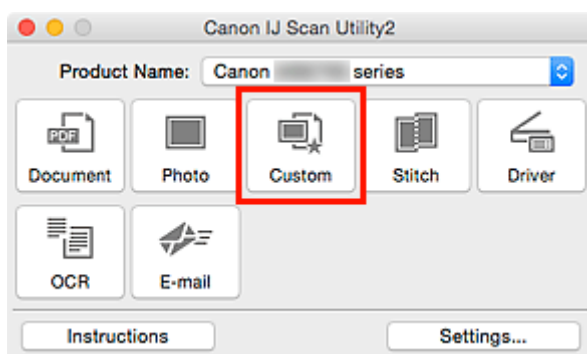 Canon IJ Scan Utility2
Product Name: Canon series
Document Photo Custom Stitch Driver
PDF
OCR E-mail
Instructions Settings...